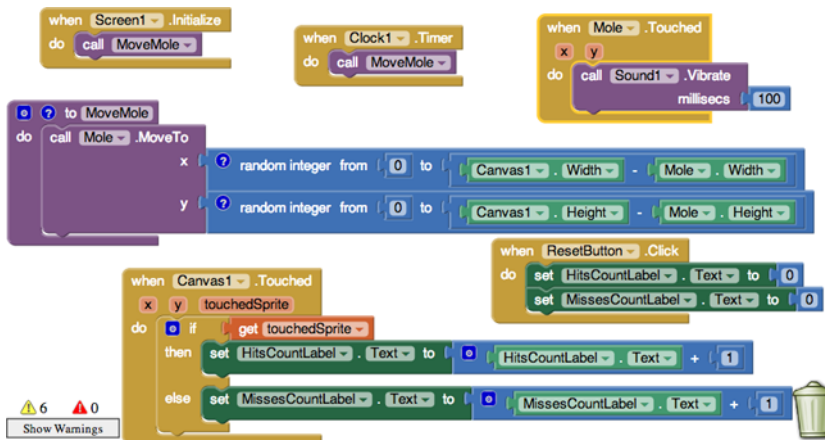 when Screen1 .Initialize
do call MoveMole
when Clock1 .Timer
do call MoveMole
when Mole .Touched
x y
do call Sound1 .Vibrate
millisecs 100
? to MoveMole
do call Mole .MoveTo
x ? random integer from 0 to Canvas1 . Width - Mole . Width
y ? random integer from 0 to Canvas1 . Height - Mole . Height
when ResetButton .Click
do set HitsCountLabel . Text to 0
set MissesCountLabel . Text to 0
when Canvas1 .Touched
x y touchedSprite
do if get touchedSprite
then set HitsCountLabel . Text to HitsCountLabel . Text + 1
else set MissesCountLabel . Text to MissesCountLabel . Text + 1
6 0
Show Warnings